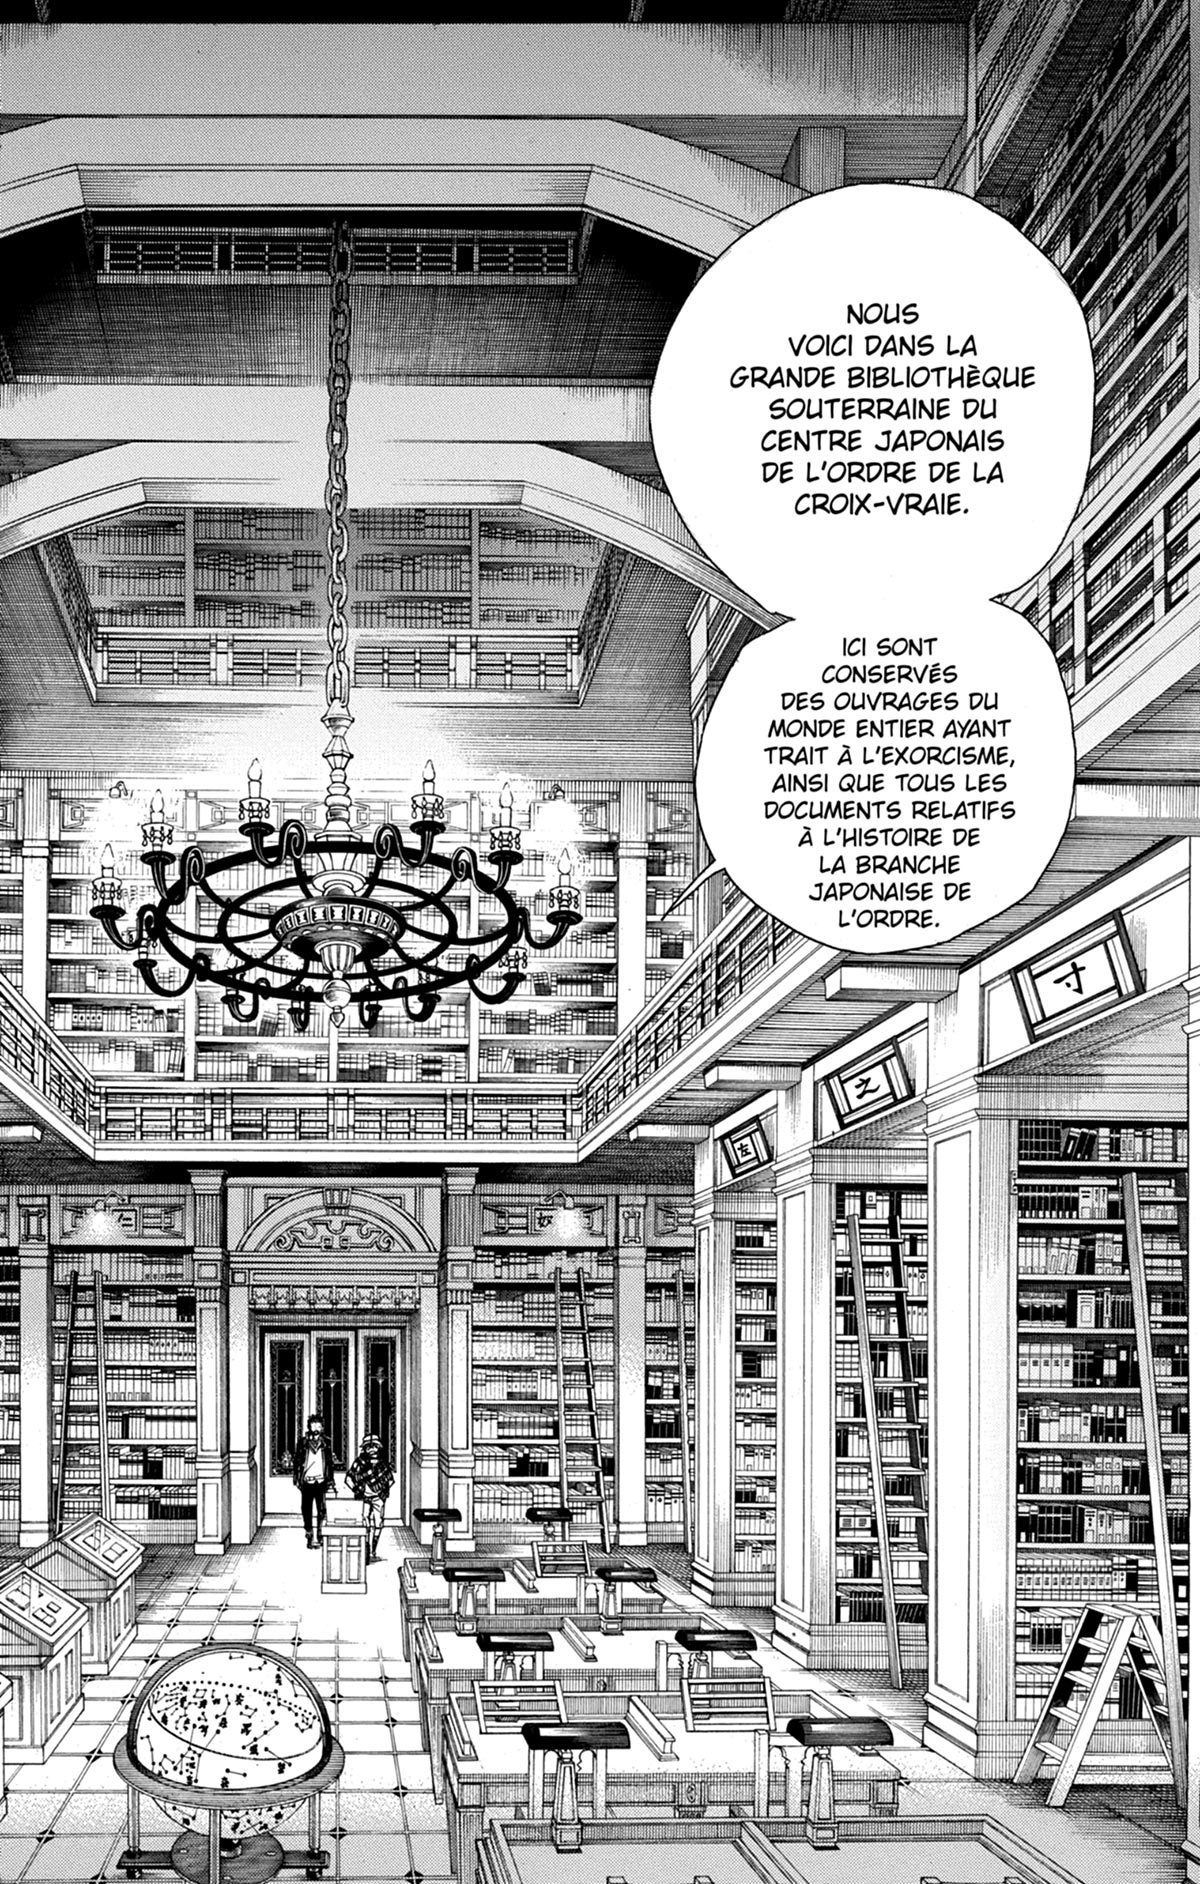 NOUS
VOICI DANS LA
GRANDE BIBLIOTHÈQUE
SOUTERRAINE DU
CENTRE JAPONAIS
DE L'ORDRE DE LA
CROIX-VRAIE.
ICI SONT
CONSERVÉS
DES OUVRAGES DU
MONDE ENTIER AYANT
TRAIT À L'EXORCISME,
AINSI QUE TOUS LES
DOCUMENTS RELATIFS
À L'HISTOIRE DE
LA BRANCHE
JAPONAISE DE
L'ORDRE.
寸
之
左
仁